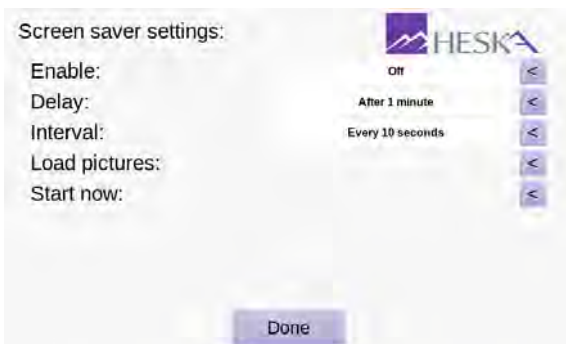 Screen saver settings:
HESKA
Enable: Off <
Delay: After 1 minute <
Interval: Every 10 seconds <
Load pictures: <
Start now: <
Done